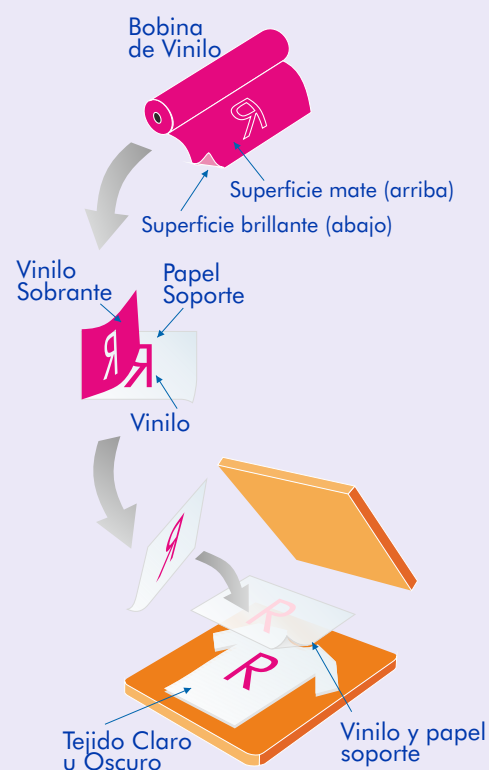 Bobina
de Vinilo
R
Superficie mate (arriba)
Superficie brillante (abajo)
Vinilo
Sobrante
Papel
Soporte
R
R
Vinilo
R
R
R
Tejido Claro
u Oscuro
Vinilo y papel
soporte